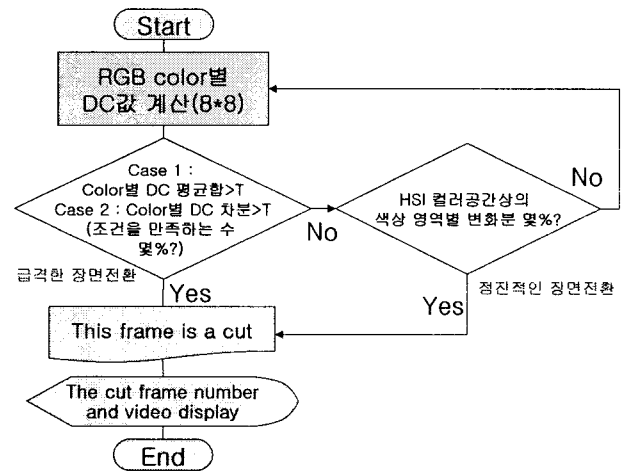 Start
RGB color별
DC값 계산(8*8)
Case 1 :
Color별 DC 평균합>T
Case 2 : Color별 DC 차분>T
(조건을 만족하는 수
몇%?)
No
HSI 컬러공간상의
색상 영역별 변화분 몇%?
No
급격한 장면전환
Yes
Yes
점진적인 장면전환
This frame is a cut
The cut frame number
and video display
End